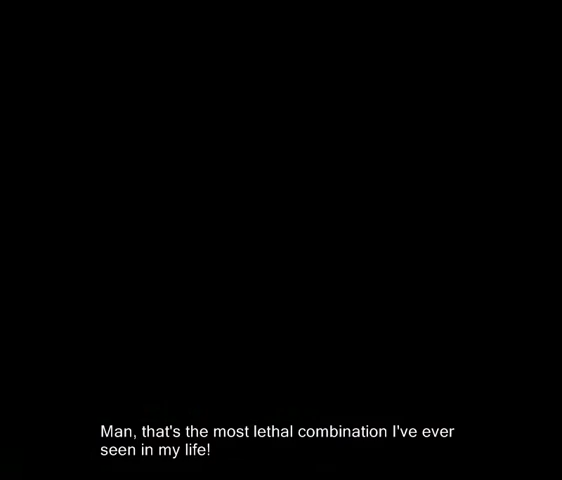 Man, that's the most lethal combination I've ever
seen in my life!